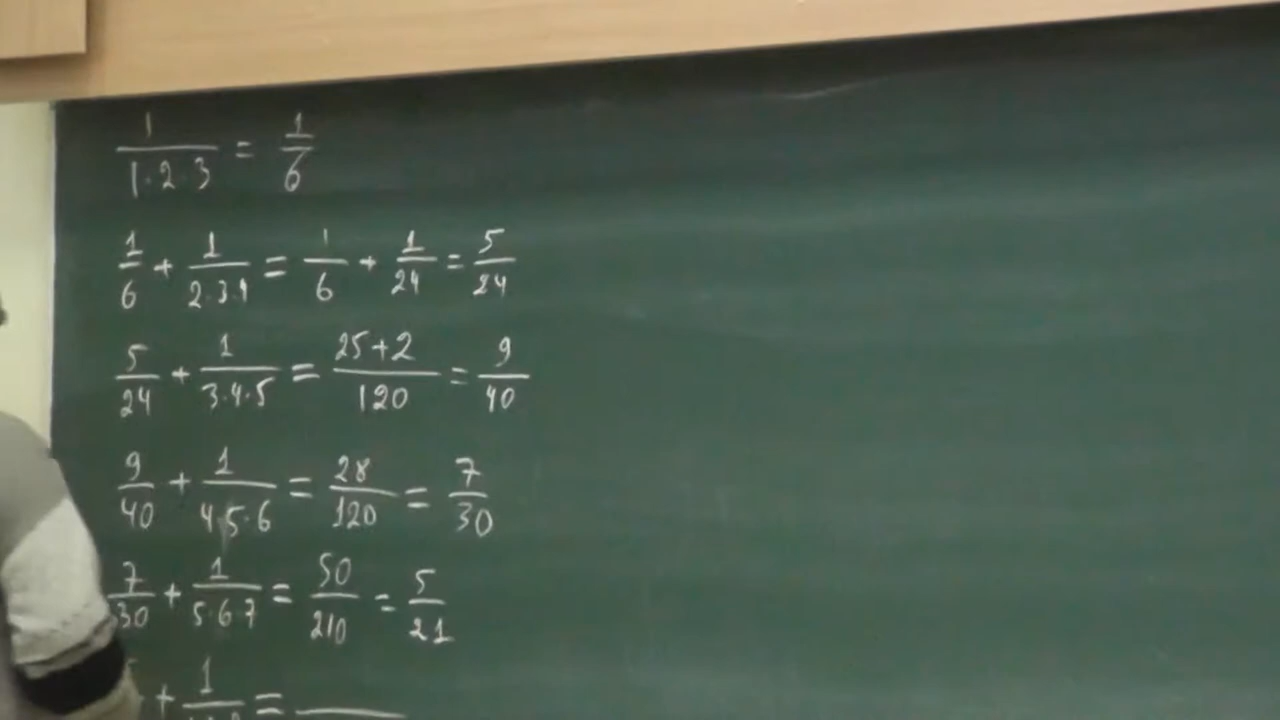 1/(1·2·3) = 1/6
1/6 + 1/(2·3·4) = 1/6 + 1/24 = 5/24
5/24 + 1/(3·4·5) = (25+2)/120 = 9/40
9/40 + 1/(4·5·6) = 28/120 = 7/30
7/30 + 1/(5·6·7) = 50/210 = 5/21
+ 1/ =